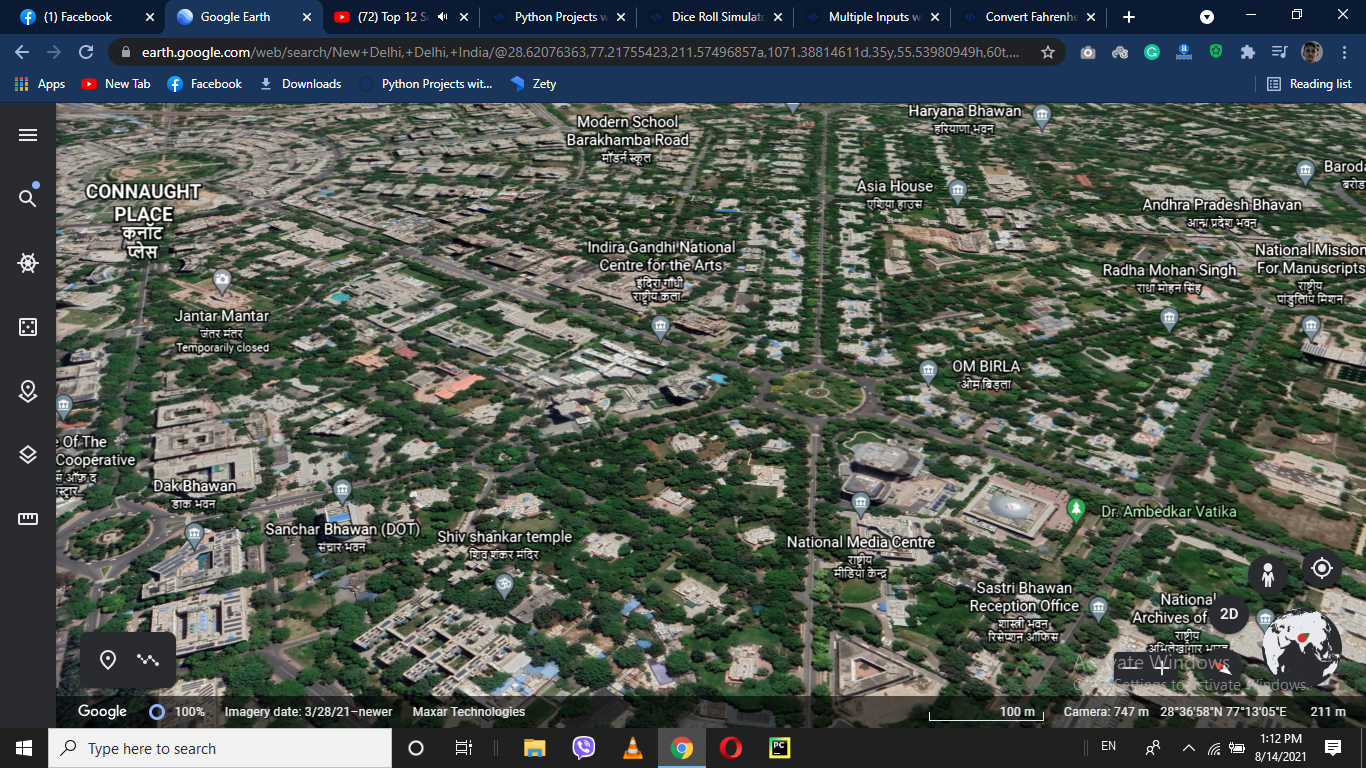 (1) Facebook
Google Earth
(72) Top 12 S
Python Projects w
Dice Roll Simulat
Multiple Inputs w
Convert Fahrenhe
earth.google.com/web/search/New+Delhi,+Delhi,+India/@28.62076363,77.21755423,211.57496857a,1071.38814611d,35y,55.53980949h,60t,...
Apps
New Tab
Facebook
Downloads
Python Projects wit...
Zety
Reading list
Modern School
Barakhamba Road
मॉडर्न स्कूल
Haryana Bhawan
हरियाणा भवन
CONNAUGHT
PLACE
कनॉट
प्लेस
Asia House
एशिया हाउस
Baroda
बरोड
Andhra Pradesh Bhavan
आन्ध्र प्रदेश भवन
Indira Gandhi National
Centre for the Arts
इंदिरा गाँधी
राष्ट्रीय कला...
National Mission
For Manuscripts
राष्ट्रीय
पांडुलिपि मिशन
Radha Mohan Singh
राधा मोहन सिंह
Jantar Mantar
जंतर मंतर
Temporarily closed
OM BIRLA
ओम बिड़ला
e Of The
Cooperative
स ऑफ़ द
स्ट्रार...
Dak Bhawan
डाक भवन
Sanchar Bhawan (DOT)
संचार भवन
Shiv shankar temple
शिव शंकर मंदिर
Dr. Ambedkar Vatika
National Media Centre
राष्ट्रीय
मीडिया केन्द्र
Sastri Bhawan
Reception Office
शास्त्री भवन
रिसेप्शन ऑफिस
National
Archives of
राष्ट्रीय
अभिलेखागार भारत
2D
Activate Windows
Go to Settings to activate Windows.
Google
100%
Imagery date: 3/28/21–newer
Maxar Technologies
100 m
Camera: 747 m
28°36'58"N 77°13'05"E
211 m
Type here to search
PC
EN
1:12 PM
8/14/2021